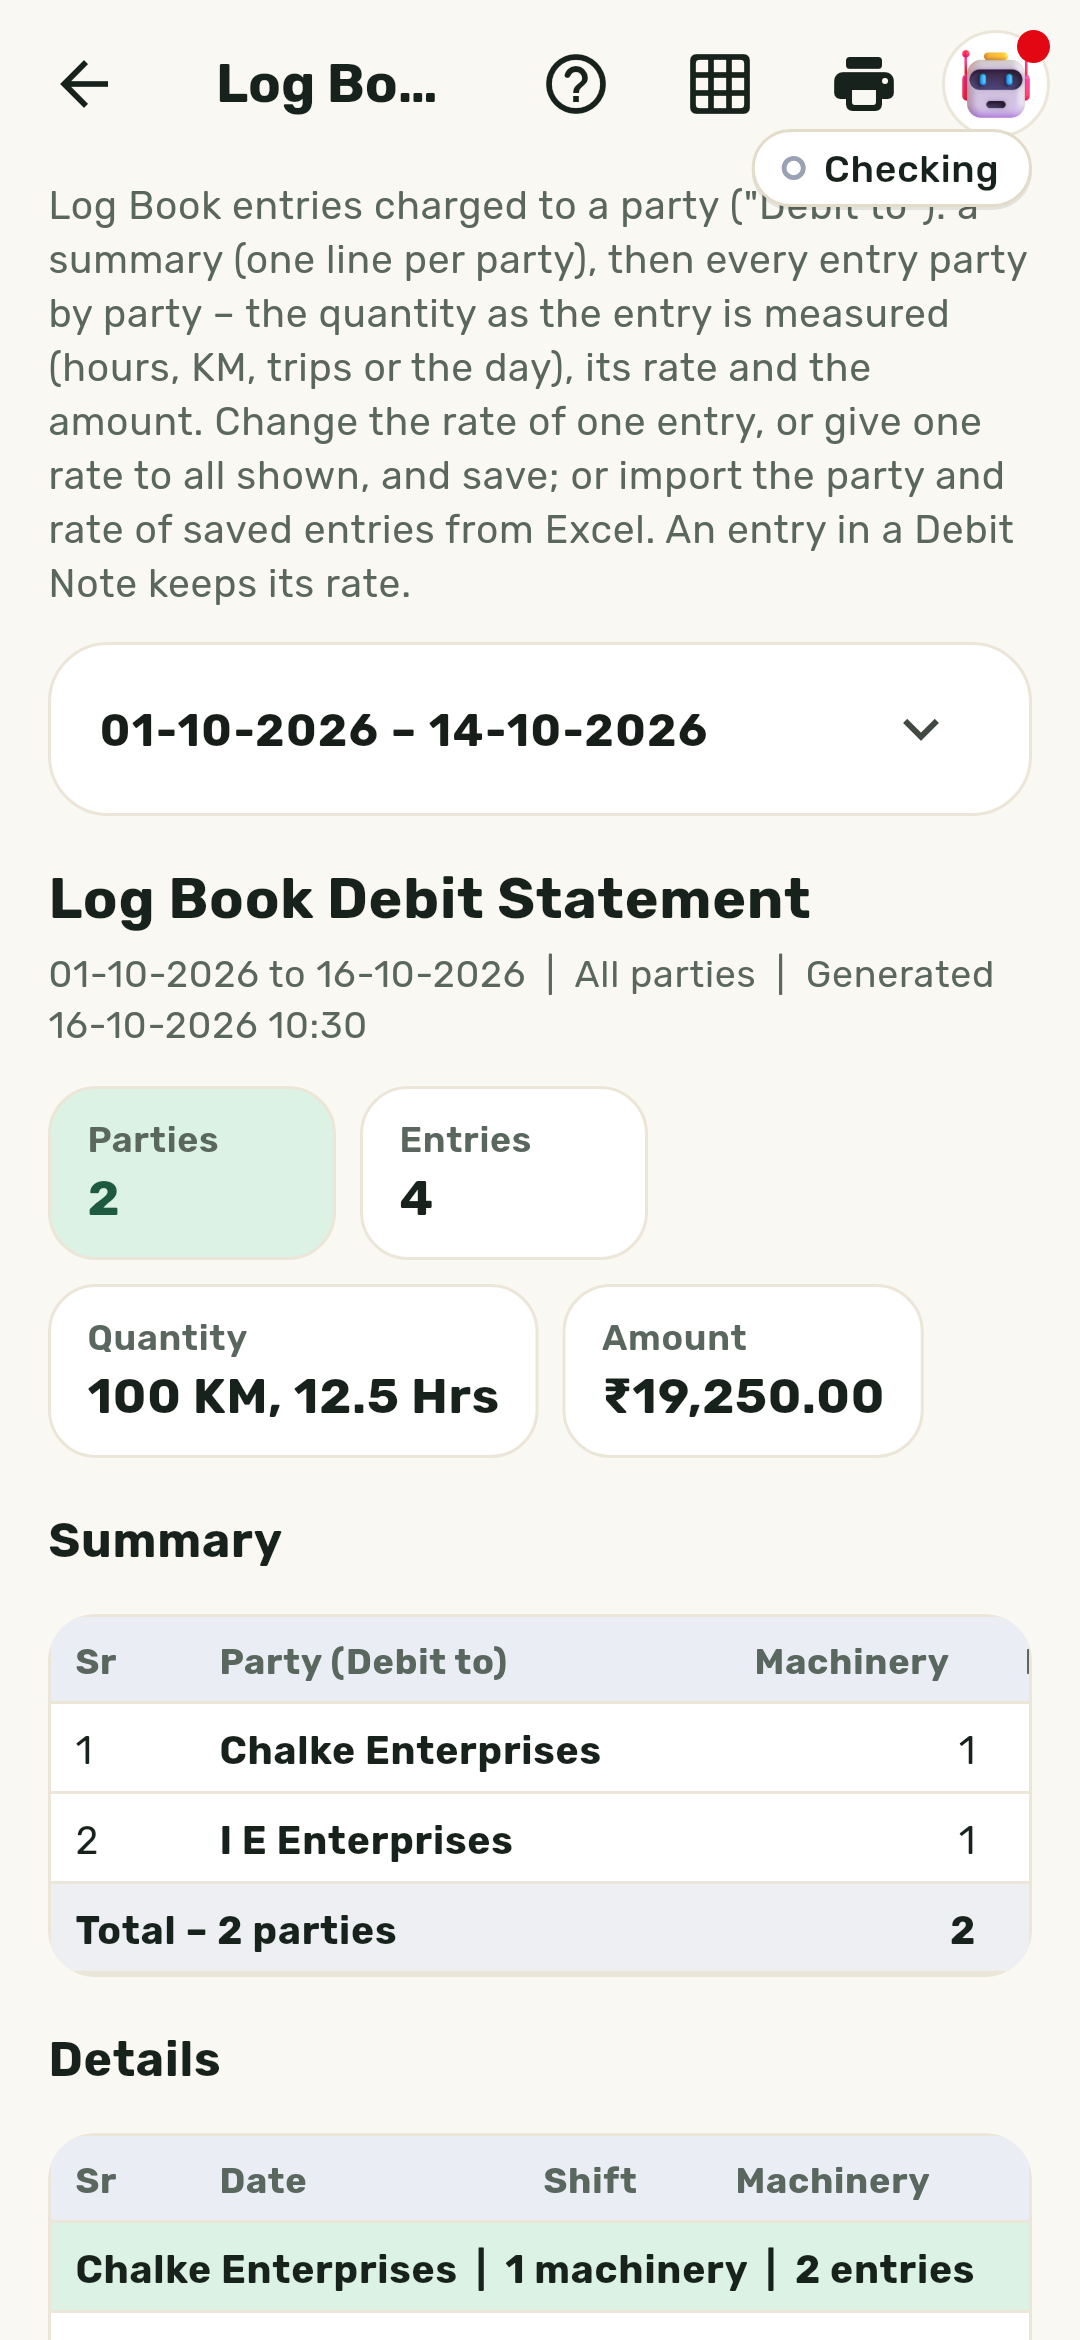 Log Bo...
Checking
Log Book entries charged to a party ("Debit to"): a
summary (one line per party), then every entry party
by party – the quantity as the entry is measured
(hours, KM, trips or the day), its rate and the
amount. Change the rate of one entry, or give one
rate to all shown, and save; or import the party and
rate of saved entries from Excel. An entry in a Debit
Note keeps its rate.
01-10-2026 – 14-10-2026
Log Book Debit Statement
01-10-2026 to 16-10-2026 | All parties | Generated
16-10-2026 10:30
Parties Entries
2 4
Quantity Amount
100 KM, 12.5 Hrs ₹19,250.00
Summary
Sr Party (Debit to) Machinery
1 Chalke Enterprises 1
2 I E Enterprises 1
Total – 2 parties 2
Details
Sr Date Shift Machinery
Chalke Enterprises | 1 machinery | 2 entries